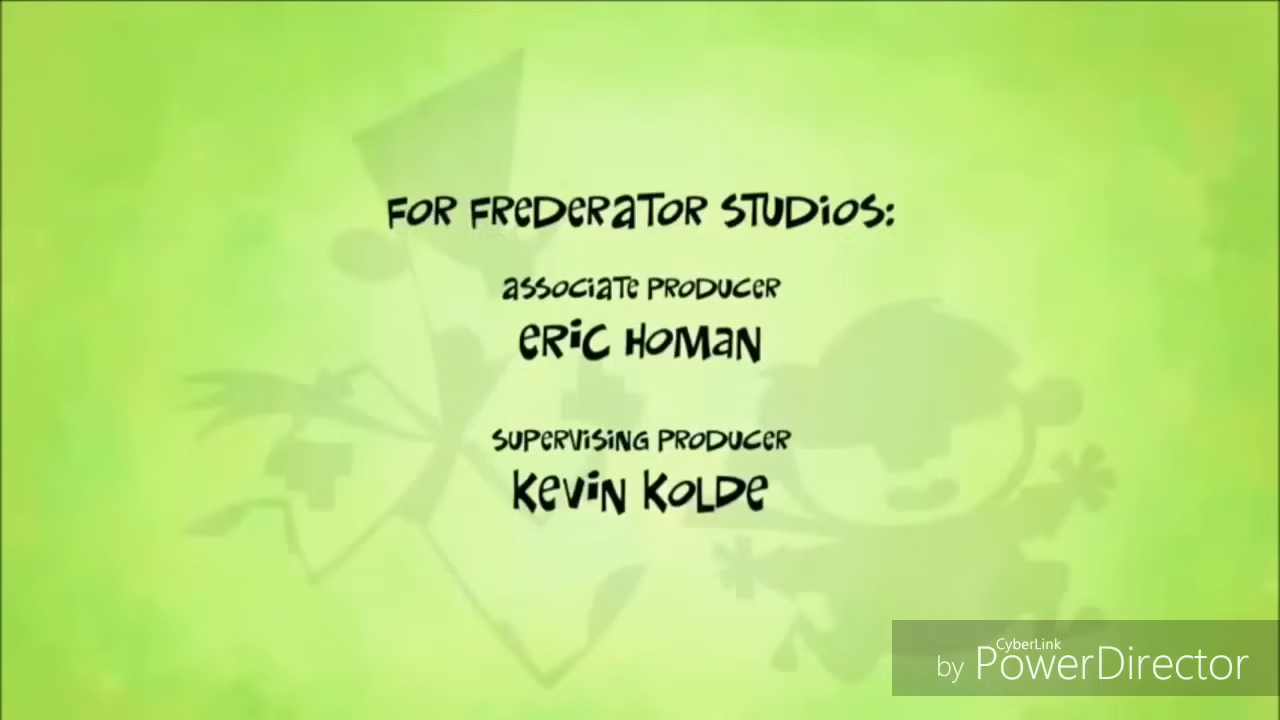 FOR FREDERATOR STUDIOS:
ASSOCIATE PRODUCER
ERIC HOMAN
SUPERVISING PRODUCER
KEVIN KOLDE
CyberLink
by PowerDirector